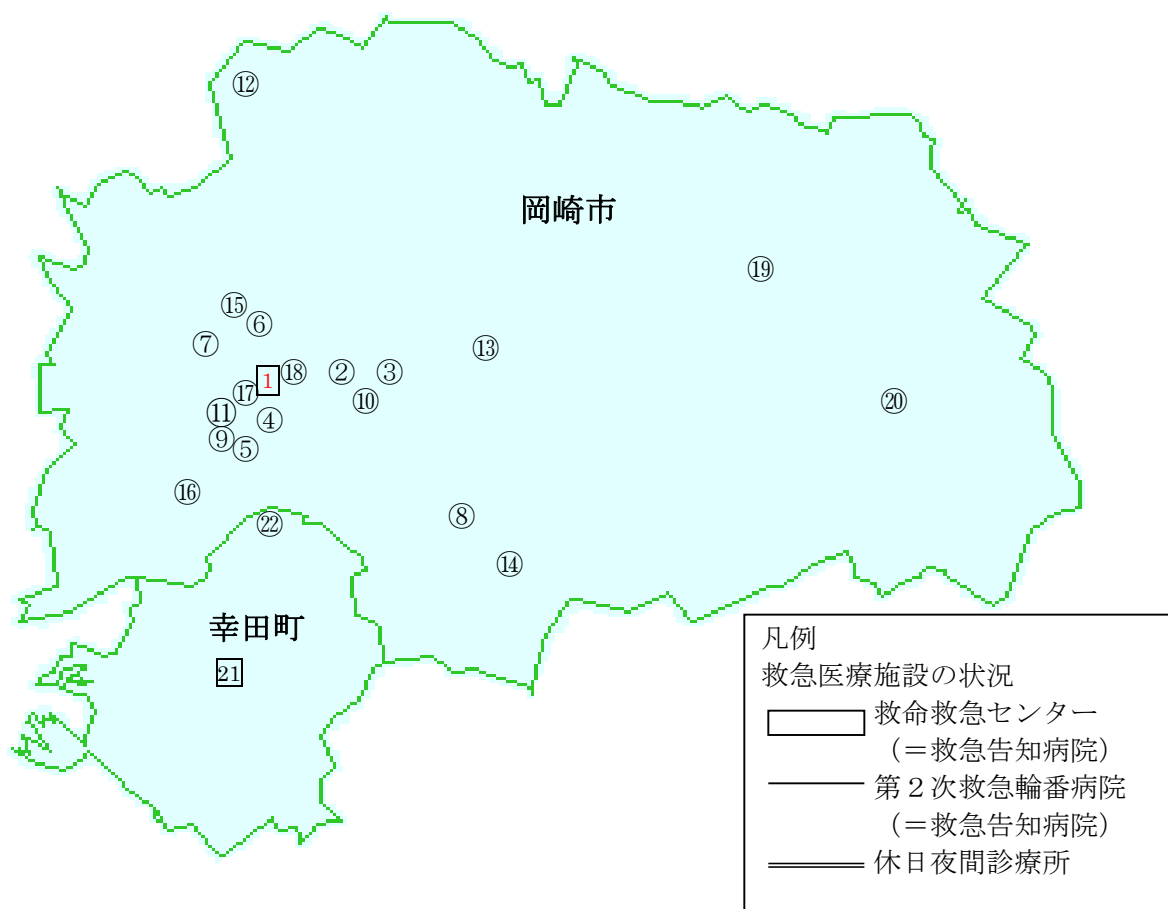 ⑫
岡崎市
⑲
⑮
⑥
⑦
⑬
1
⑱
②
③
⑰
⑩
⑳
⑪
④
⑨
⑤
⑯
⑧
㉒
⑭
幸田町
21
凡例
救急医療施設の状況
救命救急センター
(=救急告知病院)
第2次救急輪番病院
(=救急告知病院)
休日夜間診療所